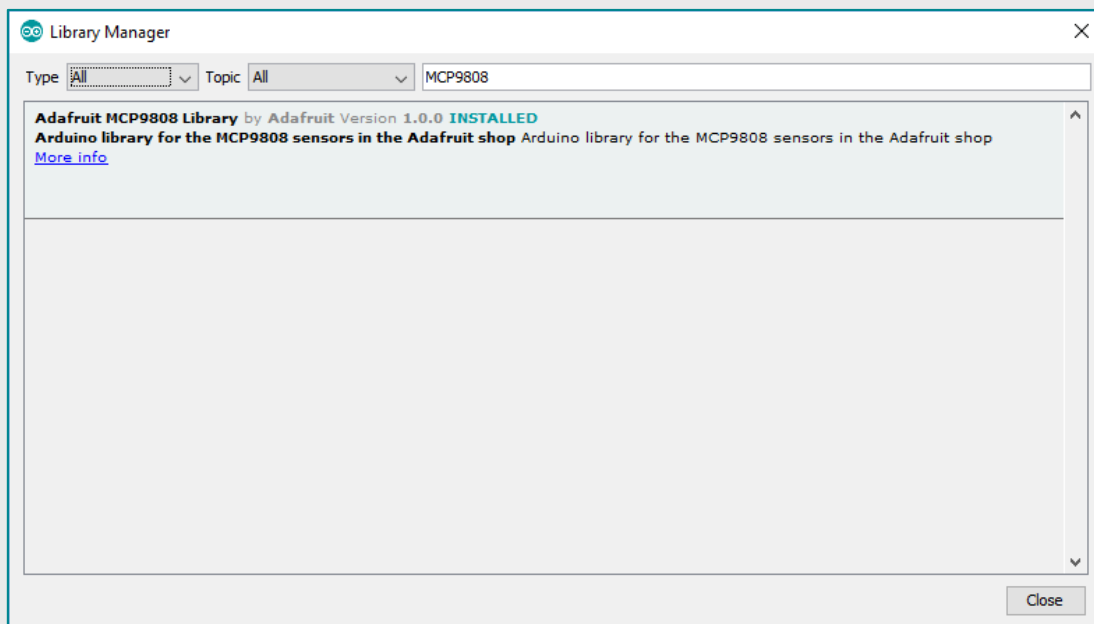 Library Manager
Type All Topic All MCP9808
Adafruit MCP9808 Library by Adafruit Version 1.0.0 INSTALLED
Arduino library for the MCP9808 sensors in the Adafruit shop Arduino library for the MCP9808 sensors in the Adafruit shop
More info
Close